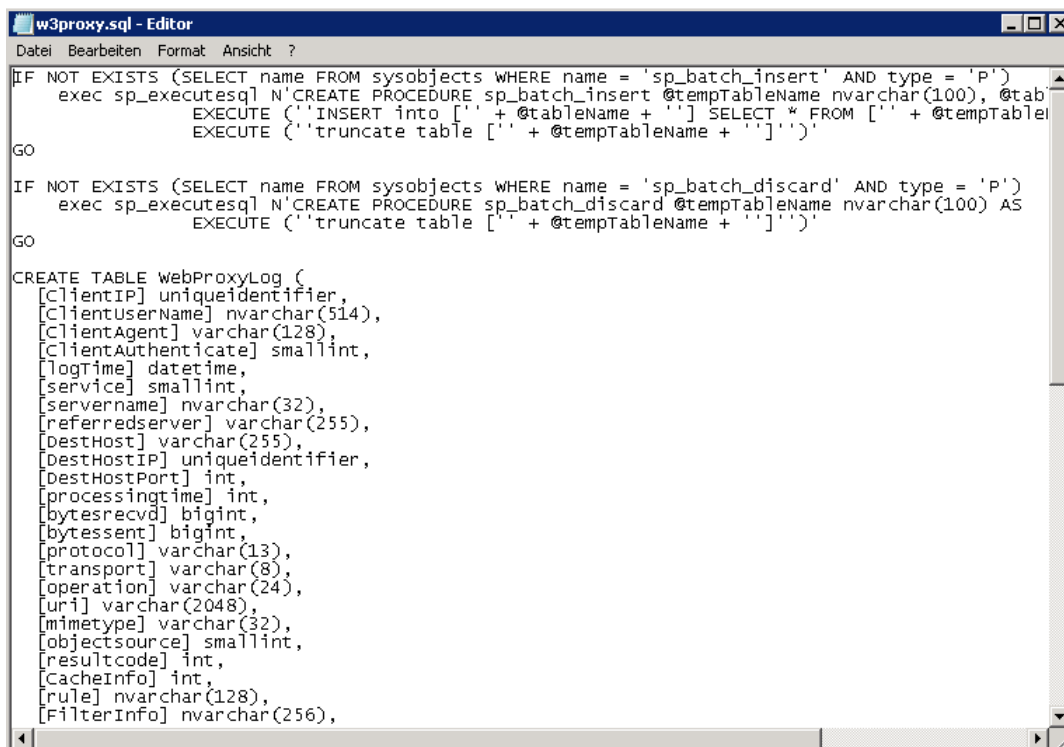 w3proxy.sql - Editor
Datei Bearbeiten Format Ansicht ?
IF NOT EXISTS (SELECT name FROM sysobjects WHERE name = 'sp_batch_insert' AND type = 'P')
    exec sp_executesql N'CREATE PROCEDURE sp_batch_insert @tempTableName nvarchar(100), @tab
                EXECUTE (''INSERT into ['' + @tableName + ''] SELECT * FROM ['' + @tempTable
                EXECUTE (''truncate table ['' + @tempTableName + '']'')'
GO
IF NOT EXISTS (SELECT name FROM sysobjects WHERE name = 'sp_batch_discard' AND type = 'P')
    exec sp_executesql N'CREATE PROCEDURE sp_batch_discard @tempTableName nvarchar(100) AS
                EXECUTE (''truncate table ['' + @tempTableName + '']'')'
GO
CREATE TABLE WebProxyLog (
  [ClientIP] uniqueidentifier,
  [ClientUserName] nvarchar(514),
  [ClientAgent] varchar(128),
  [ClientAuthenticate] smallint,
  [logTime] datetime,
  [service] smallint,
  [servername] nvarchar(32),
  [referredserver] varchar(255),
  [DestHost] varchar(255),
  [DestHostIP] uniqueidentifier,
  [DestHostPort] int,
  [processingtime] int,
  [bytesrecvd] bigint,
  [bytessent] bigint,
  [protocol] varchar(13),
  [transport] varchar(8),
  [operation] varchar(24),
  [uri] varchar(2048),
  [mimetype] varchar(32),
  [objectsource] smallint,
  [resultcode] int,
  [CacheInfo] int,
  [rule] nvarchar(128),
  [FilterInfo] nvarchar(256),